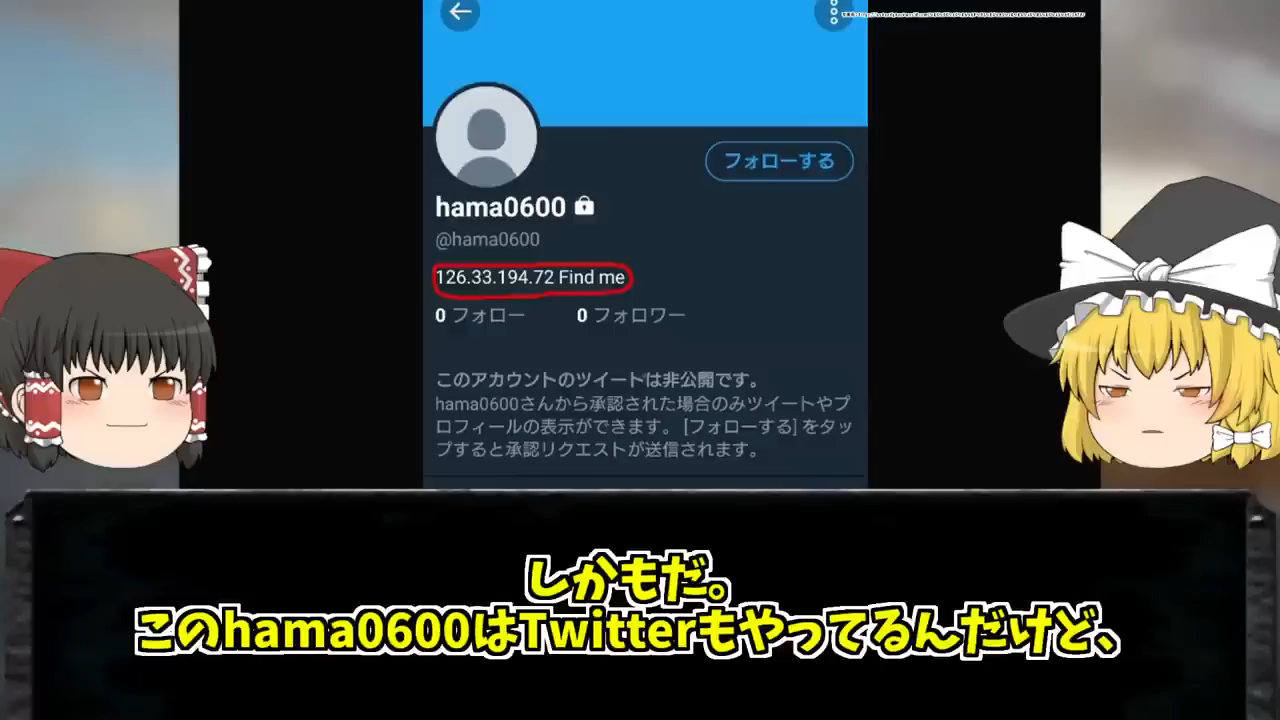 hama0600
@hama0600
フォローする
126.33.194.72 Find me
0 フォロー 0 フォロワー
このアカウントのツイートは非公開です。
hama0600さんから承認された場合のみツイートやプ
ロフィールの表示ができます。[フォローする] をタッ
プすると承認リクエストが送信されます。
しかもだ。
このhama0600はTwitterもやってるんだけど、